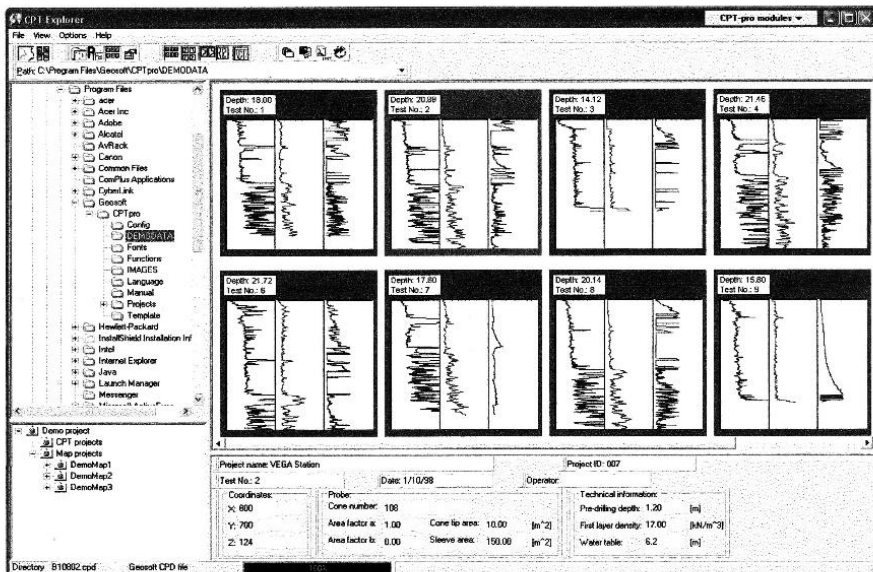 CPT Explorer
CPT-pro modules
File View Options Help
Path: C:\Program Files\Geosoft\CPTpro\DEMODATA
Program Files
acer
Acer Inc
Adobe
Alcatel
AvRack
Canon
Common Files
ComPlus Applications
CyberLink
Geosoft
CPTpro
Config
DEMODATA
Fonts
Functions
IMAGES
Language
Manual
Projects
Template
Hewlett-Packard
InstallShield Installation Inf
Intel
Internet Explorer
Java
Launch Manager
Messenger
Depth: 18.00
Test No.: 1
Depth: 20.88
Test No.: 2
Depth: 14.12
Test No.: 3
Depth: 21.46
Test No.: 4
Depth: 21.72
Test No.: 6
Depth: 17.80
Test No.: 7
Depth: 20.14
Test No.: 8
Depth: 15.80
Test No.: 9
Demo project
CPT projects
Map projects
DemoMap1
DemoMap2
DemoMap3
Project name: VEGA Station Project ID: 007
Test No.: 2 Date: 1/10/98 Operator:
Coordinates:
X: 800
Y: 700
Z: 124
Probe:
Cone number: 108
Area factor a: 1.00 Cone tip area: 10.00 [m^2]
Area factor b: 0.00 Sleeve area: 150.00 [m^2]
Technical information:
Pre-drilling depth: 1.20 [m]
First layer density: 17.00 [kN/m^3]
Water table: 6.2 [m]
Directory B10802.cpd Geosoft CPD file